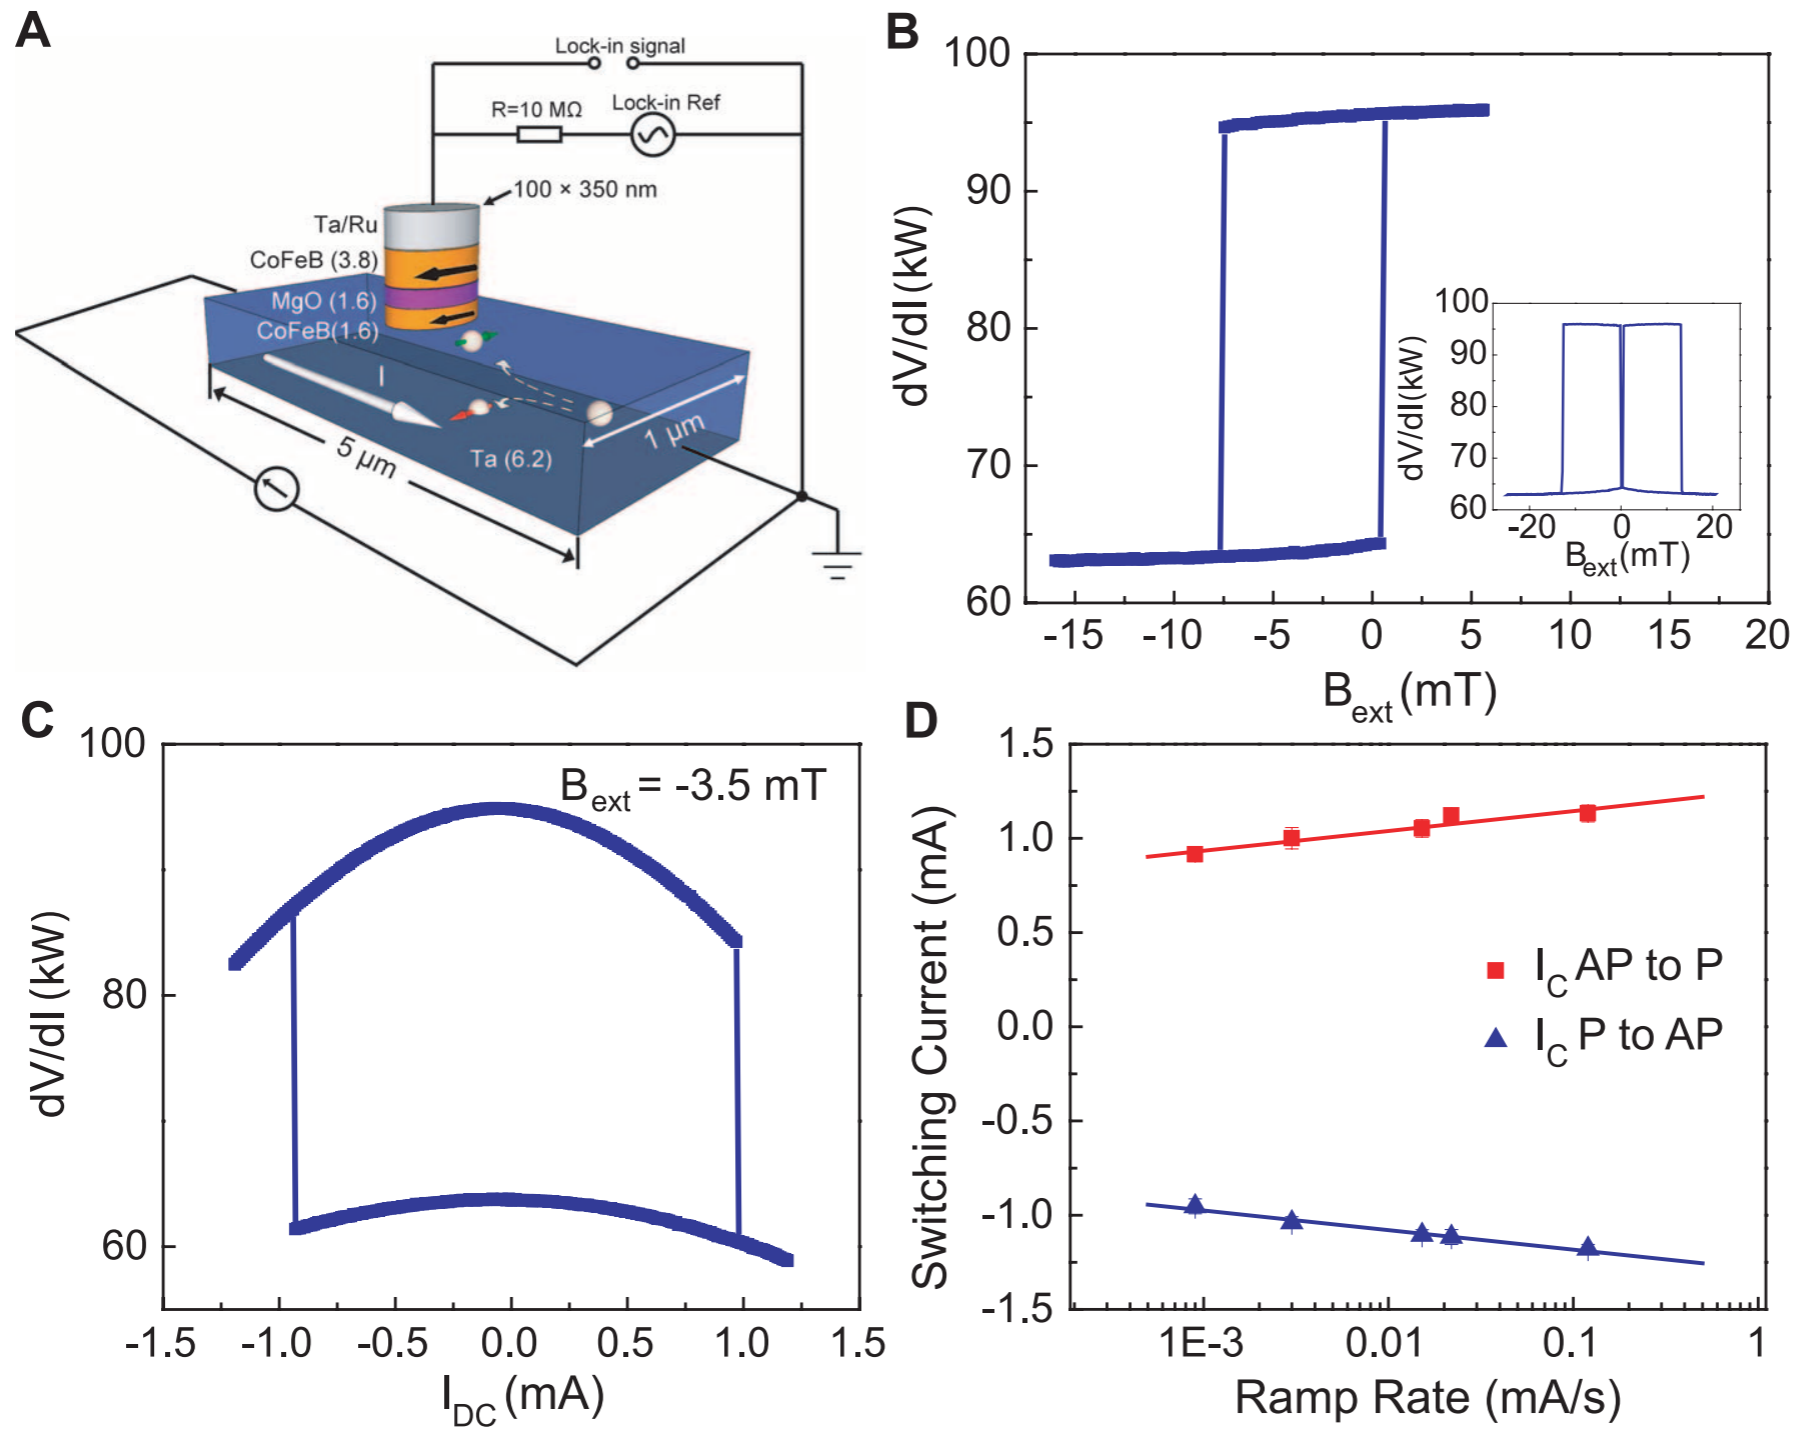 A
Lock-in signal
R=10 MΩ
Lock-in Ref
100 × 350 nm
Ta/Ru
CoFeB (3.8)
MgO (1.6)
CoFeB(1.6)
I
5 µm
1 µm
Ta (6.2)
B
100
90
80
70
60
dV/dI(kW)
-15 -10 -5 0 5 10 15 20
Bext(mT)
100
90
80
70
60
dV/dI(kW)
-20 0 20
Bext(mT)
C
100
80
60
dV/dI(kW)
Bext= -3.5 mT
-1.5 -1.0 -0.5 0.0 0.5 1.0 1.5
IDC(mA)
D
1.5
1.0
0.5
0.0
-0.5
-1.0
-1.5
Switching Current (mA)
IC AP to P
IC P to AP
1E-3 0.01 0.1 1
Ramp Rate (mA/s)